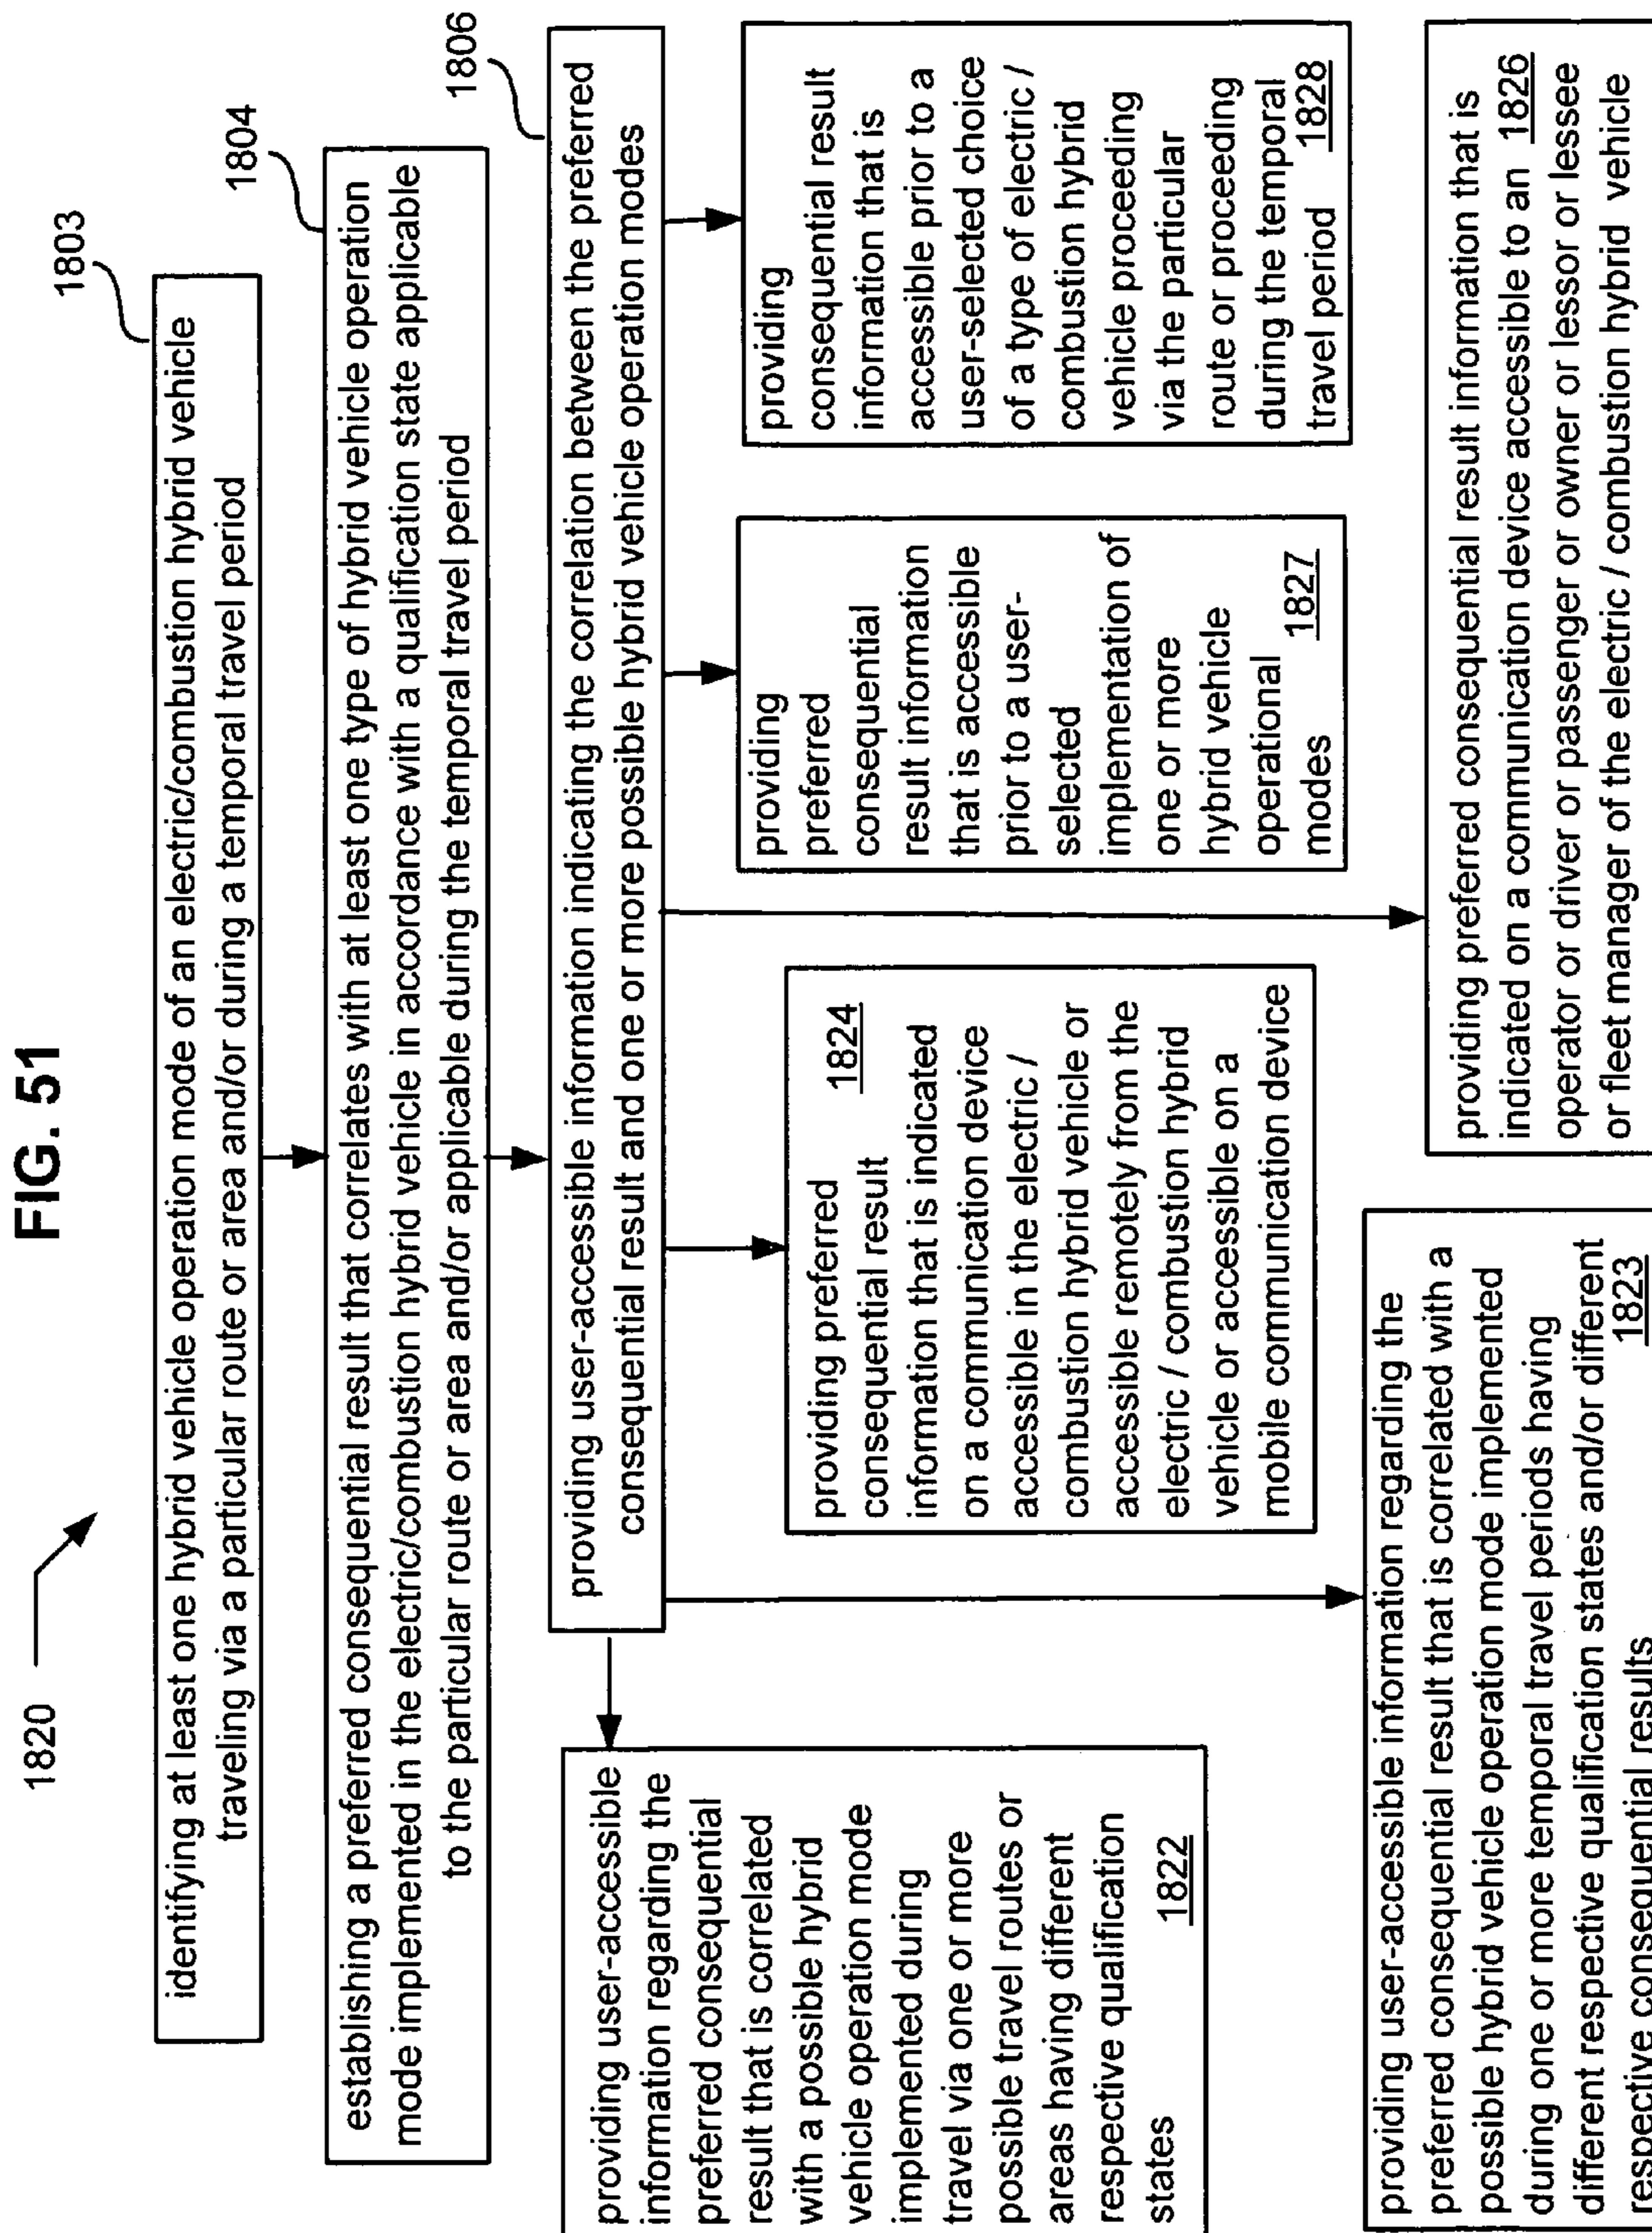 FIG. 51
1820
1803
identifying at least one hybrid vehicle operation mode of an electric/combustion hybrid vehicle
traveling via a particular route or area and/or during a temporal travel period
1804
establishing a preferred consequential result that correlates with at least one type of hybrid vehicle operation
mode implemented in the electric/combustion hybrid vehicle in accordance with a qualification state applicable
to the particular route or area and/or applicable during the temporal travel period
1806
providing user-accessible information indicating the correlation between the preferred
consequential result and one or more possible hybrid vehicle operation modes
providing user-accessible
information regarding the
preferred consequential
result that is correlated
with a possible hybrid
vehicle operation mode
implemented during
travel via one or more
possible travel routes or
areas having different
respective qualification
states 1822
providing preferred
consequential result 1824
information that is indicated
on a communication device
accessible in the electric /
combustion hybrid vehicle or
accessible remotely from the
electric / combustion hybrid
vehicle or accessible on a
mobile communication device
providing
preferred
consequential
result information
that is accessible
prior to a user-
selected
implementation of
one or more
hybrid vehicle
operational 1827
modes
providing
consequential result
information that is
accessible prior to a
user-selected choice
of a type of electric /
combustion hybrid
vehicle proceeding
via the particular
route or proceeding
during the temporal
travel period 1828
providing user-accessible information regarding the
preferred consequential result that is correlated with a
possible hybrid vehicle operation mode implemented
during one or more temporal travel periods having
different respective qualification states and/or different
respective consequential results 1823
providing preferred consequential result information that is
indicated on a communication device accessible to an 1826
operator or driver or passenger or owner or lessor or lessee
or fleet manager of the electric / combustion hybrid vehicle